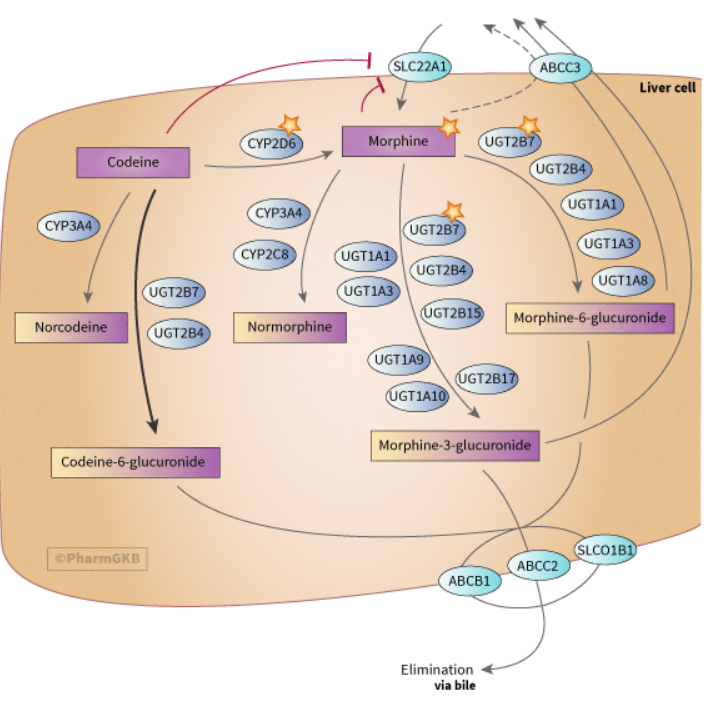 SLC22A1
ABCC3
Liver cell
CYP2D6
Morphine
UGT2B7
Codeine
UGT2B4
CYP3A4
UGT1A1
CYP3A4
UGT2B7
CYP2C8
UGT1A1
UGT1A3
UGT2B4
UGT1A8
UGT2B7
UGT1A3
UGT2B15
Morphine-6-glucuronide
Norcodeine
UGT2B4
Normorphine
UGT1A9
UGT2B17
UGT1A10
Morphine-3-glucuronide
Codeine-6-glucuronide
©PharmGKB
SLCO1B1
ABCC2
ABCB1
Elimination
via bile